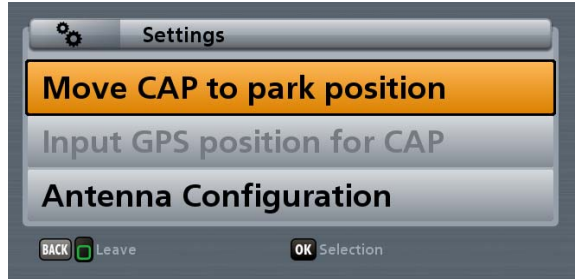 Settings
Move CAP to park position
Input GPS position for CAP
Antenna Configuration
BACK Leave OK Selection